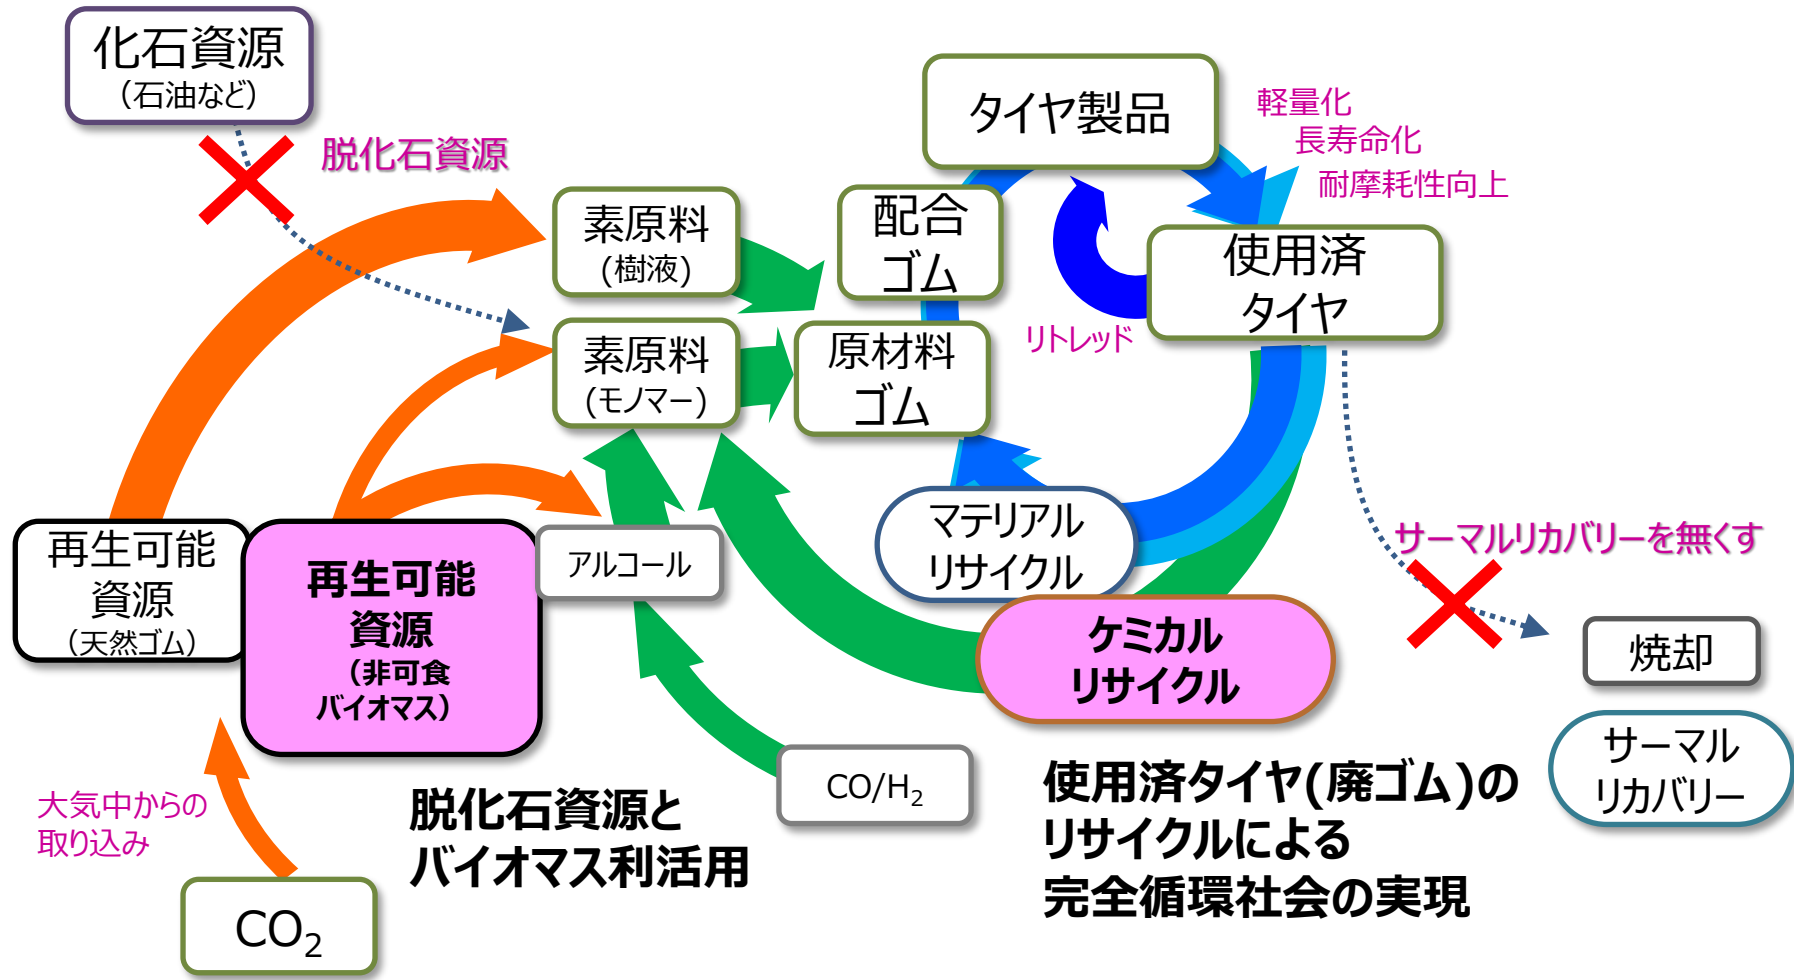 化石資源
（石油など）
脱化石資源
タイヤ製品
軽量化
長寿命化
耐摩耗性向上
素原料
(樹液)
配合
ゴム
使用済
タイヤ
リトレッド
素原料
(モノマー)
原材料
ゴム
再生可能
資源
（天然ゴム）
再生可能
資源
（非可食
バイオマス）
アルコール
マテリアル
リサイクル
サーマルリカバリーを無くす
ケミカル
リサイクル
焼却
サーマル
リカバリー
CO/H₂
大気中からの
取り込み
CO₂
脱化石資源と
バイオマス利活用
使用済タイヤ(廃ゴム)の
リサイクルによる
完全循環社会の実現